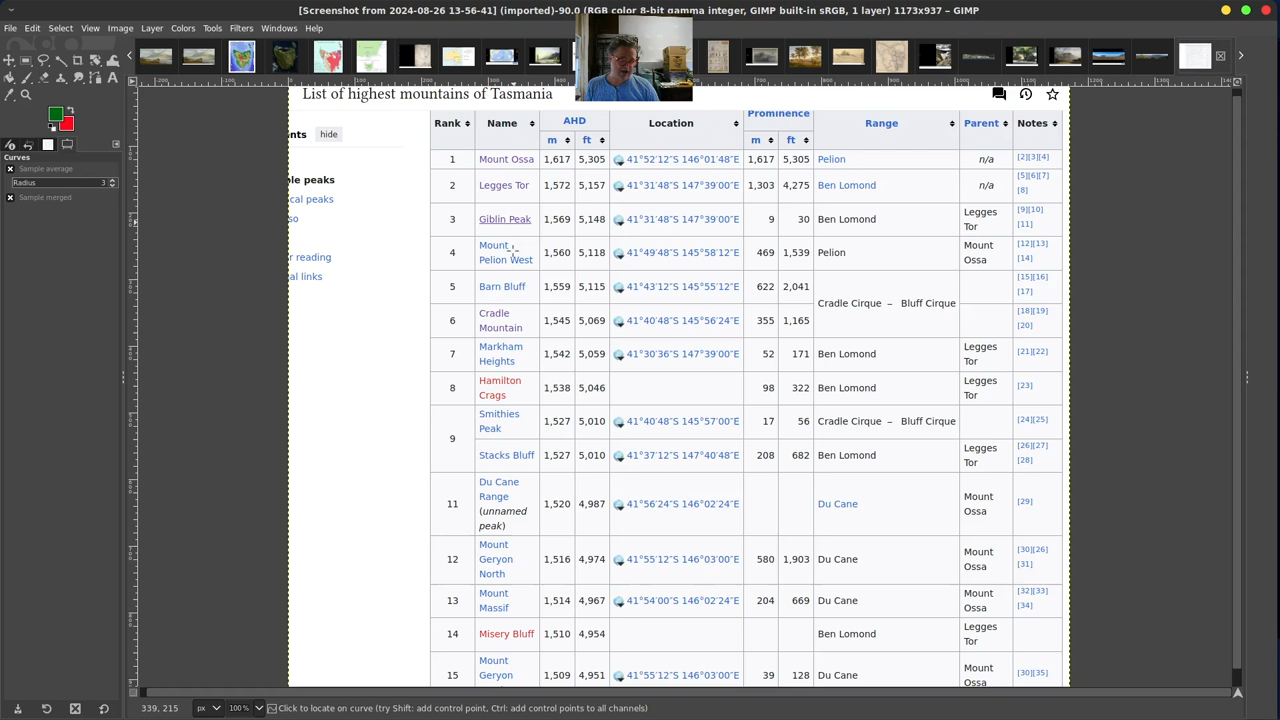 [Screenshot from 2024-08-26 13-56-41] (imported)-90.0 (RGB color 8-bit gamma integer, GIMP built-in sRGB, 1 layer) 1173x937 – GIMP
File Edit Select View Image Layer Colors Tools Filters Windows Help
Curves
Sample average
Radius 3
Sample merged
List of highest mountains of Tasmania
nts hide
le peaks
cal peaks
so
r reading
al links
Rank Name AHD Location Prominence Range Parent Notes
m ft m ft
1 Mount Ossa 1,617 5,305 41°52′12″S 146°01′48″E 1,617 5,305 Pelion n/a [2][3][4]
2 Legges Tor 1,572 5,157 41°31′48″S 147°39′00″E 1,303 4,275 Ben Lomond n/a [5][6][7]
[8]
3 Giblin Peak 1,569 5,148 41°31′48″S 147°39′00″E 9 30 Ben Lomond Legges Tor [9][10]
[11]
4 Mount Pelion West 1,560 5,118 41°49′48″S 145°58′12″E 469 1,539 Pelion Mount Ossa [12][13]
[14]
5 Barn Bluff 1,559 5,115 41°43′12″S 145°55′12″E 622 2,041 Cradle Cirque – Bluff Cirque [15][16]
[17]
6 Cradle Mountain 1,545 5,069 41°40′48″S 145°56′24″E 355 1,165 [18][19]
[20]
7 Markham Heights 1,542 5,059 41°30′36″S 147°39′00″E 52 171 Ben Lomond Legges Tor [21][22]
8 Hamilton Crags 1,538 5,046 98 322 Ben Lomond Legges Tor [23]
9 Smithies Peak 1,527 5,010 41°40′48″S 145°57′00″E 17 56 Cradle Cirque – Bluff Cirque [24][25]
Stacks Bluff 1,527 5,010 41°37′12″S 147°40′48″E 208 682 Ben Lomond Legges Tor [26][27]
[28]
11 Du Cane Range (unnamed peak) 1,520 4,987 41°56′24″S 146°02′24″E Du Cane Mount Ossa [29]
12 Mount Geryon North 1,516 4,974 41°55′12″S 146°03′00″E 580 1,903 Du Cane Mount Ossa [30][26]
[31]
13 Mount Massif 1,514 4,967 41°54′00″S 146°02′24″E 204 669 Du Cane Mount Ossa [32][33]
[34]
14 Misery Bluff 1,510 4,954 Ben Lomond Legges Tor
15 Mount Geryon 1,509 4,951 41°55′12″S 146°03′00″E 39 128 Du Cane Mount Ossa [30][35]
339, 215 px 100% Click to locate on curve (try Shift: add control point, Ctrl: add control points to all channels)